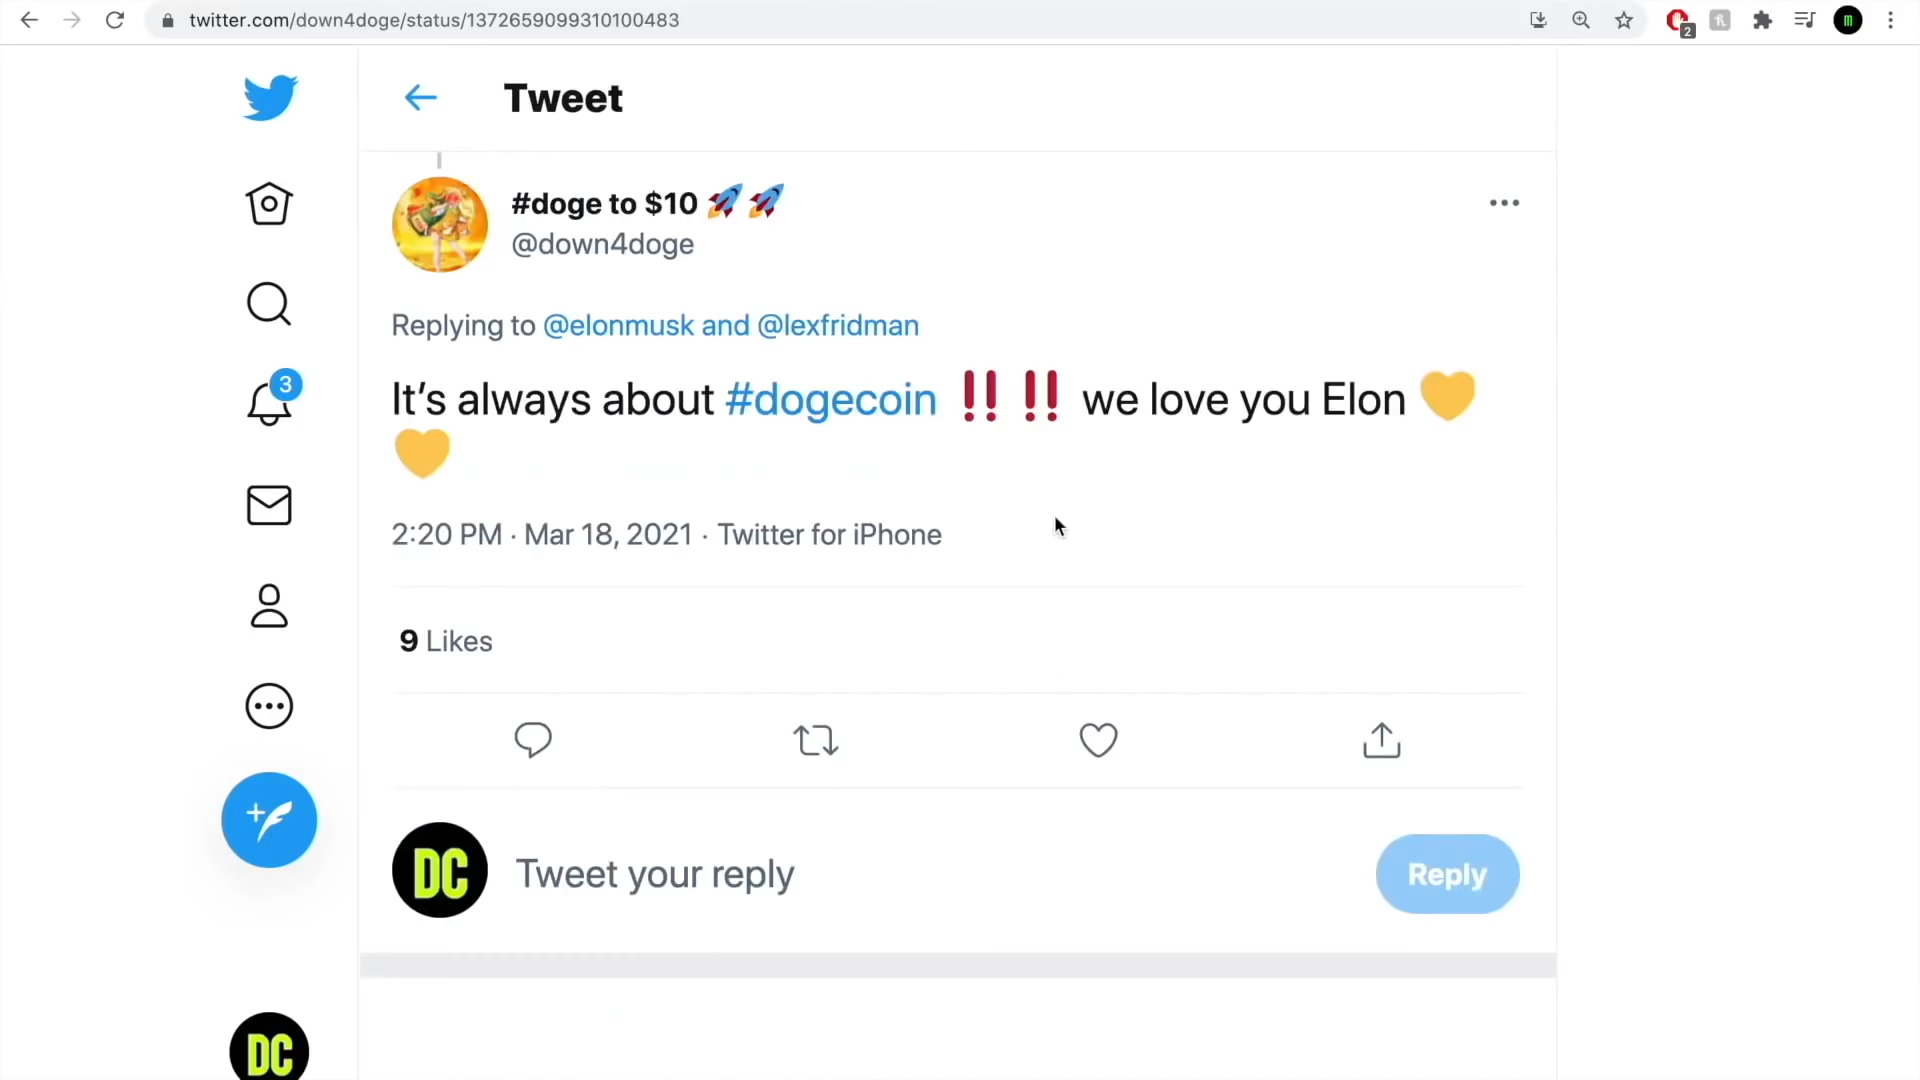 twitter.com/down4doge/status/1372659099310100483
2
m
Tweet
#doge to $10 🚀🚀
@down4doge
Replying to @elonmusk and @lexfridman
3
It’s always about #dogecoin ‼️ ‼️ we love you Elon 💛
💛
2:20 PM · Mar 18, 2021 · Twitter for iPhone
9 Likes
DC
Tweet your reply
Reply
DC